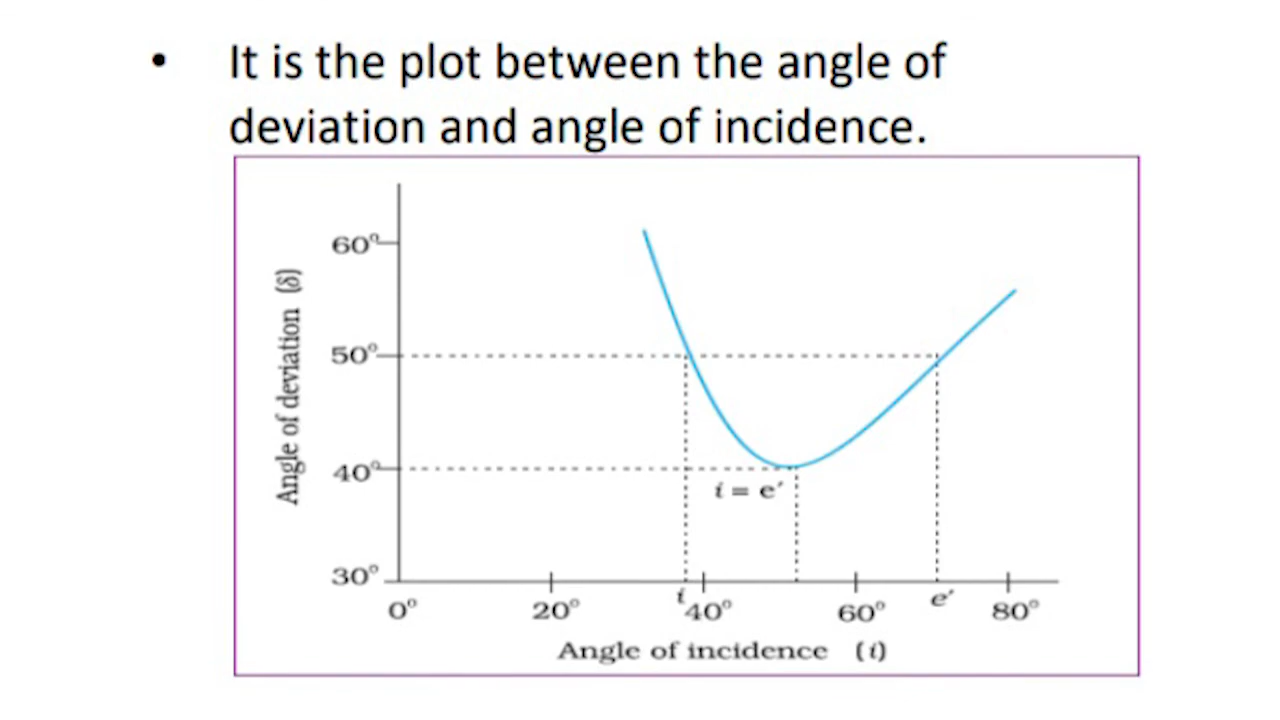 • It is the plot between the angle of
deviation and angle of incidence.
60°
50°
40°
30°
Angle of deviation (δ)
i = e′
0°
20°
i
40°
60°
e′
80°
Angle of incidence (i)